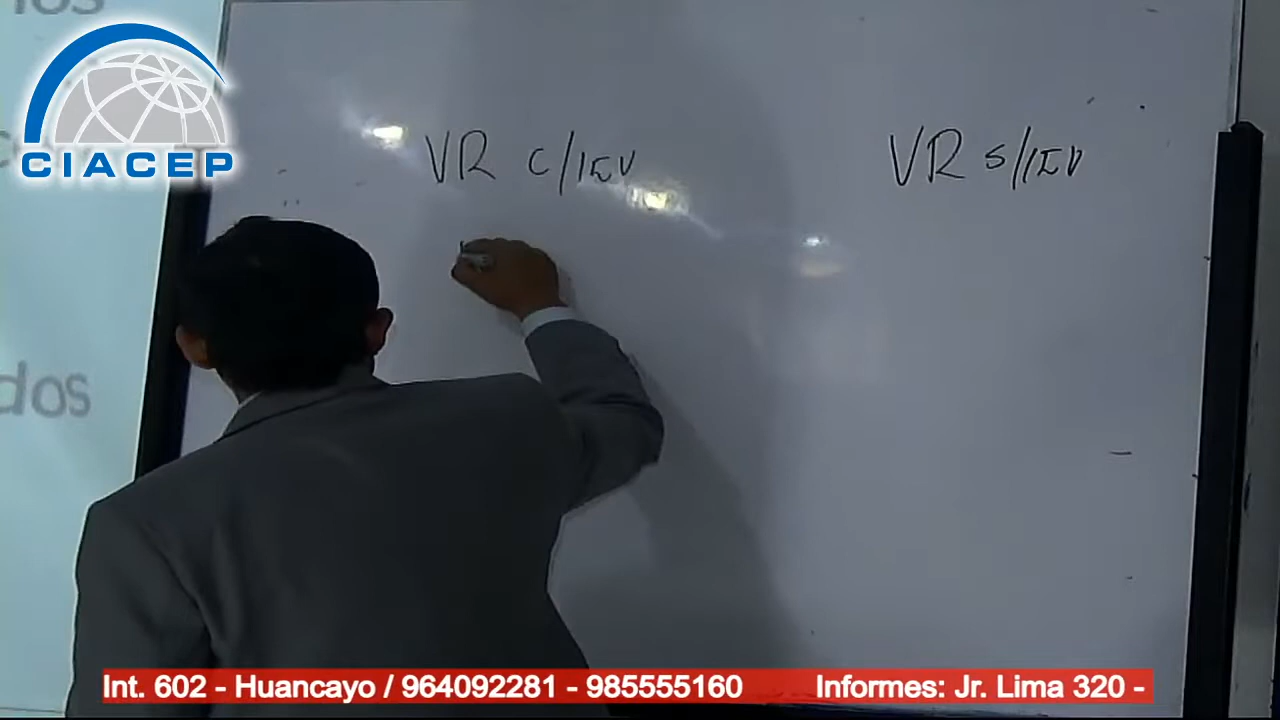 CIACEP
VR C/IGV VR S/IGV
dos
Int. 602 - Huancayo / 964092281 - 985555160 Informes: Jr. Lima 320 -